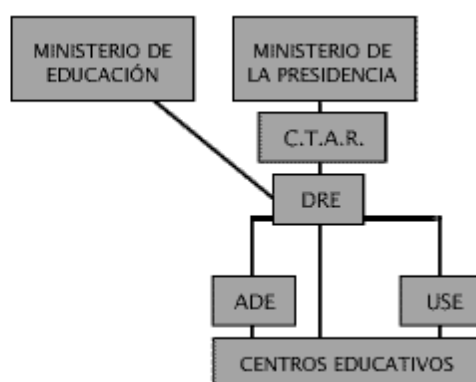 MINISTERIO DE
EDUCACIÓN
MINISTERIO DE
LA PRESIDENCIA
C.T.A.R.
DRE
ADE
USE
CENTROS EDUCATIVOS